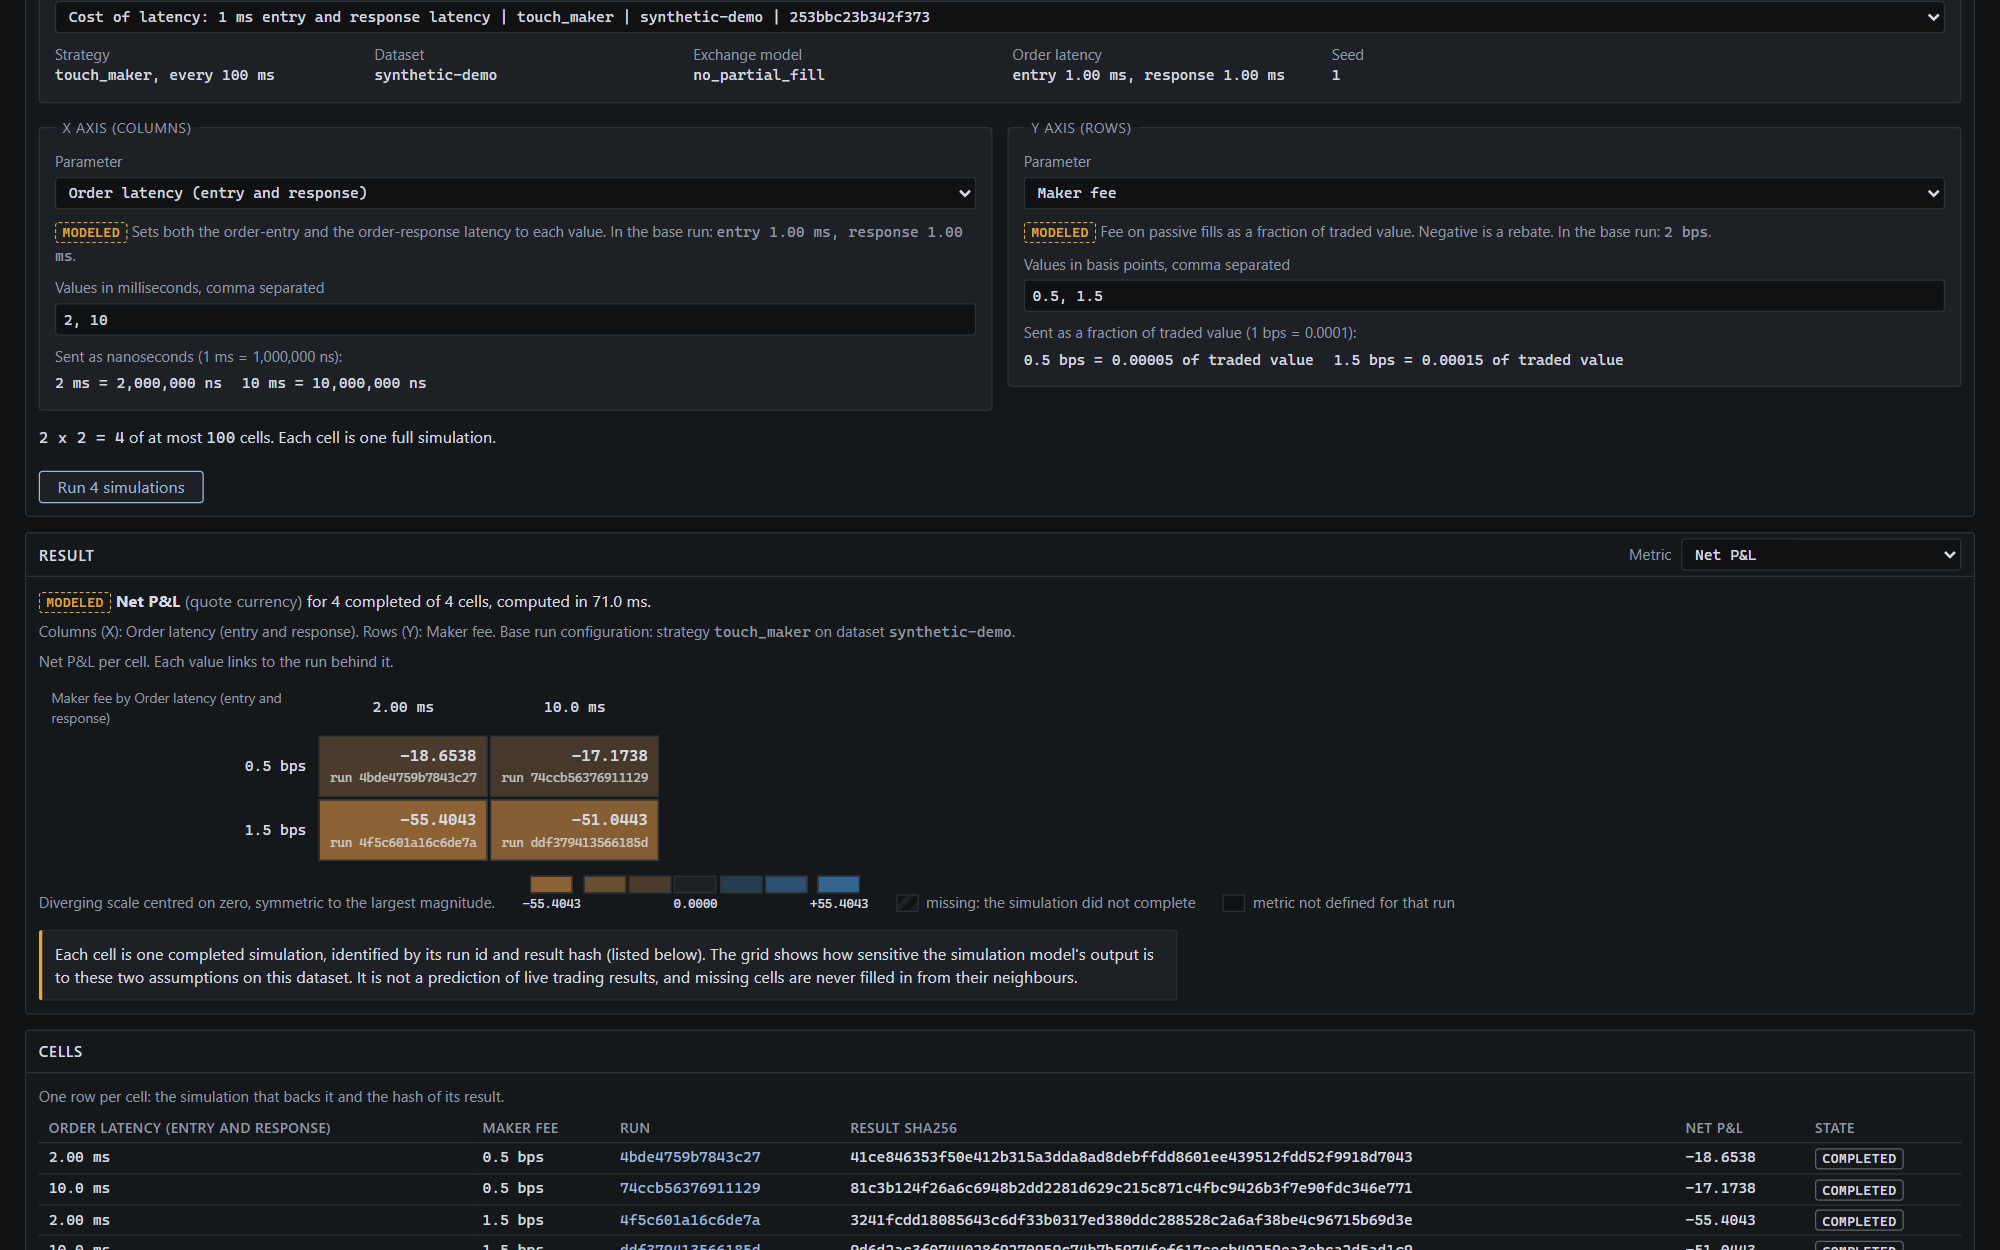 Cost of latency: 1 ms entry and response latency | touch_maker | synthetic-demo | 253bbc23b342f373
Strategy
touch_maker, every 100 ms
Dataset
synthetic-demo
Exchange model
no_partial_fill
Order latency
entry 1.00 ms, response 1.00 ms
Seed
1
X AXIS (COLUMNS)
Parameter
Order latency (entry and response)
MODELED Sets both the order-entry and the order-response latency to each value. In the base run: entry 1.00 ms, response 1.00
ms.
Values in milliseconds, comma separated
2, 10
Sent as nanoseconds (1 ms = 1,000,000 ns):
2 ms = 2,000,000 ns 10 ms = 10,000,000 ns
Y AXIS (ROWS)
Parameter
Maker fee
MODELED Fee on passive fills as a fraction of traded value. Negative is a rebate. In the base run: 2 bps.
Values in basis points, comma separated
0.5, 1.5
Sent as a fraction of traded value (1 bps = 0.0001):
0.5 bps = 0.00005 of traded value 1.5 bps = 0.00015 of traded value
2 x 2 = 4 of at most 100 cells. Each cell is one full simulation.
Run 4 simulations
RESULT
Metric Net P&L
MODELED Net P&L (quote currency) for 4 completed of 4 cells, computed in 71.0 ms.
Columns (X): Order latency (entry and response). Rows (Y): Maker fee. Base run configuration: strategy touch_maker on dataset synthetic-demo.
Net P&L per cell. Each value links to the run behind it.
Maker fee by Order latency (entry and
response)
2.00 ms 10.0 ms
0.5 bps
−18.6538
run 4bde4759b7843c27
−17.1738
run 74ccb56376911129
1.5 bps
−55.4043
run 4f5c601a16c6de7a
−51.0443
run ddf379413566185d
Diverging scale centred on zero, symmetric to the largest magnitude.
−55.4043 0.0000 +55.4043
missing: the simulation did not complete
metric not defined for that run
Each cell is one completed simulation, identified by its run id and result hash (listed below). The grid shows how sensitive the simulation model's output is
to these two assumptions on this dataset. It is not a prediction of live trading results, and missing cells are never filled in from their neighbours.
CELLS
One row per cell: the simulation that backs it and the hash of its result.
ORDER LATENCY (ENTRY AND RESPONSE) MAKER FEE RUN RESULT SHA256 NET P&L STATE
2.00 ms 0.5 bps 4bde4759b7843c27 41ce846353f50e412b315a3dda8ad8debffdd8601ee439512fdd52f9918d7043 −18.6538 COMPLETED
10.0 ms 0.5 bps 74ccb56376911129 81c3b124f26a6c6948b2dd2281d629c215c871c4fbc9426b3f7e90fdc346e771 −17.1738 COMPLETED
2.00 ms 1.5 bps 4f5c601a16c6de7a 3241fcdd18085643c6df33b0317ed380ddc288528c2a6af38be4c96715b69d3e −55.4043 COMPLETED
10.0 ms 1.5 bps ddf379413566185d −51.0443 COMPLETED